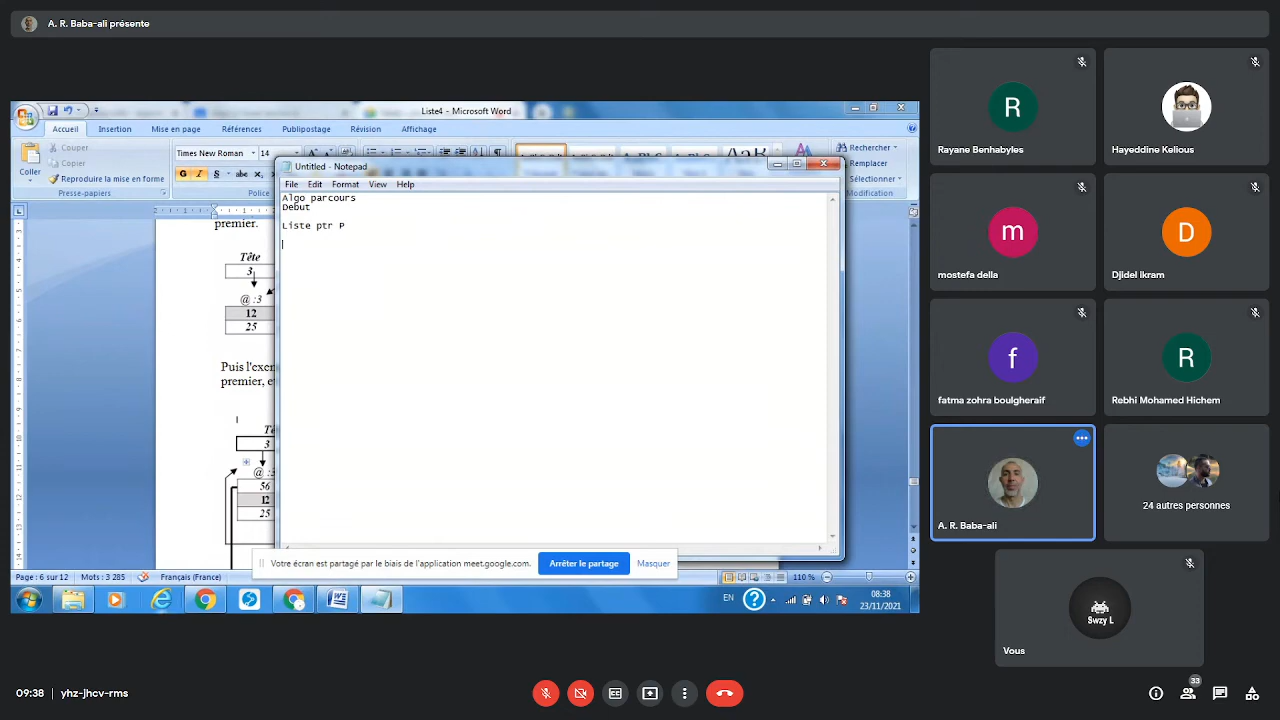 A. R. Baba-ali présente
Liste4 - Microsoft Word
Accueil Insertion Mise en page Références Publipostage Révision Affichage
Coller
Couper
Copier
Reproduire la mise en forme
Presse-papiers
Times New Roman 14
G I S abc
Police
Rechercher
Remplacer
Sélectionner
Modification
premier.
Tête
3
@ :3
12
25
Puis l'exe
premier, e
3
@ :3
56
12
25
Untitled - Notepad
File Edit Format View Help
Algo parcours
Debut
Liste ptr P
Votre écran est partagé par le biais de l'application meet.google.com.
Arrêter le partage
Masquer
Page : 6 sur 12 Mots : 3 285 Français (France) 110 %
EN
08:38
23/11/2021
R
Rayane Benhabyles
Hayeddine Kelious
m
mostefa della
D
Djidel Ikram
f
fatma zohra boulgheraif
R
Rebhi Mohamed Hichem
A. R. Baba-ali
24 autres personnes
Swzy L
Vous
09:38 | yhz-jhcv-rms
33